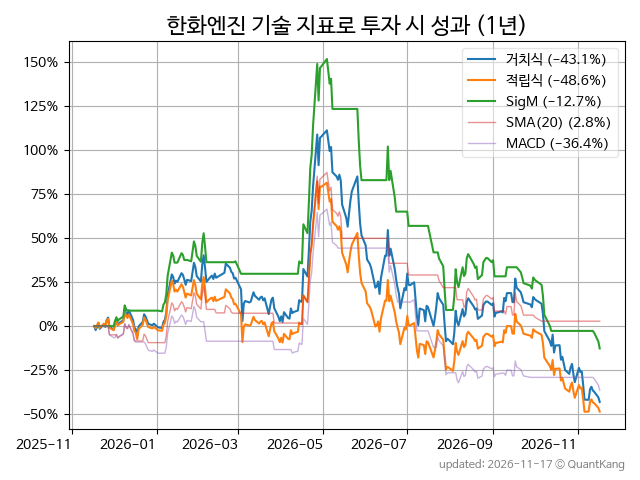 한화엔진 기술 지표로 투자 시 성과 (1년)
거치식 (−43.1%)
적립식 (−48.6%)
SigM (−12.7%)
SMA(20) (2.8%)
MACD (−36.4%)
150%
125%
100%
75%
50%
25%
0%
−25%
−50%
2025-11 2026-01 2026-03 2026-05 2026-07 2026-09 2026-11
updated: 2026-11-17 © QuantKang